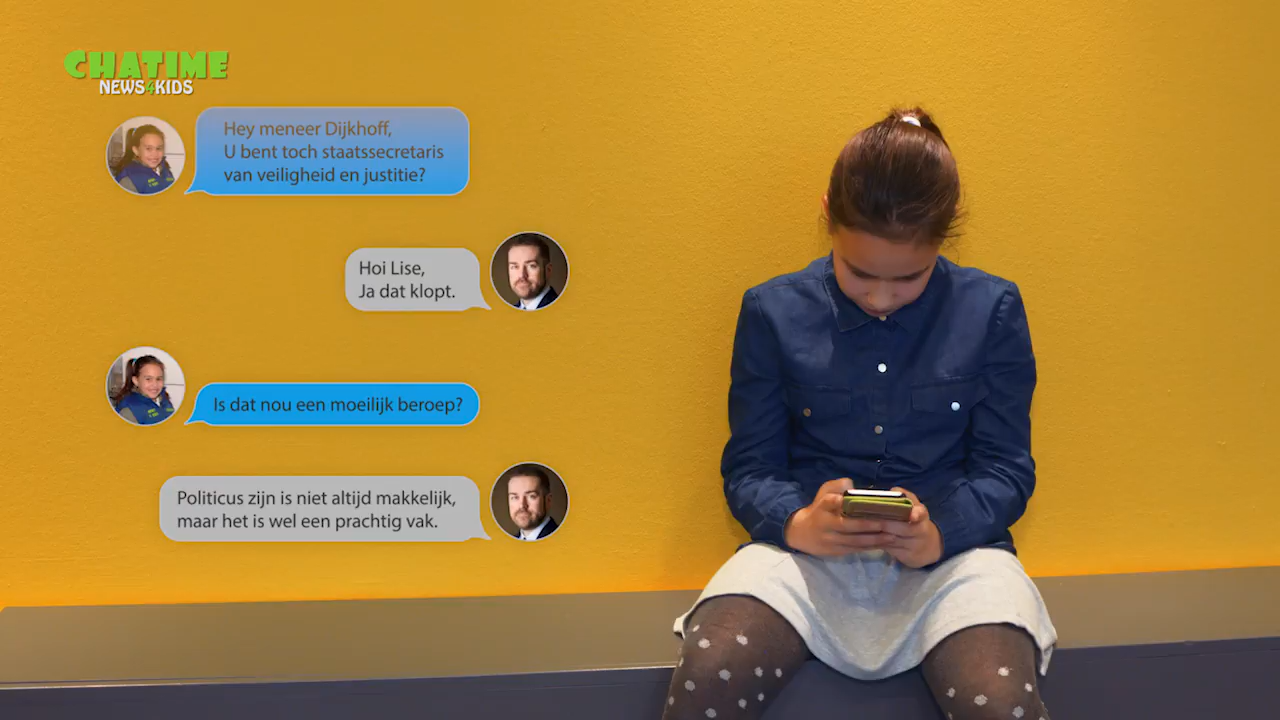 CHATIME
NEWS4KIDS
Hey meneer Dijkhoff,
U bent toch staatssecretaris
van veiligheid en justitie?
Hoi Lise,
Ja dat klopt.
Is dat nou een moeilijk beroep?
Politicus zijn is niet altijd makkelijk,
maar het is wel een prachtig vak.